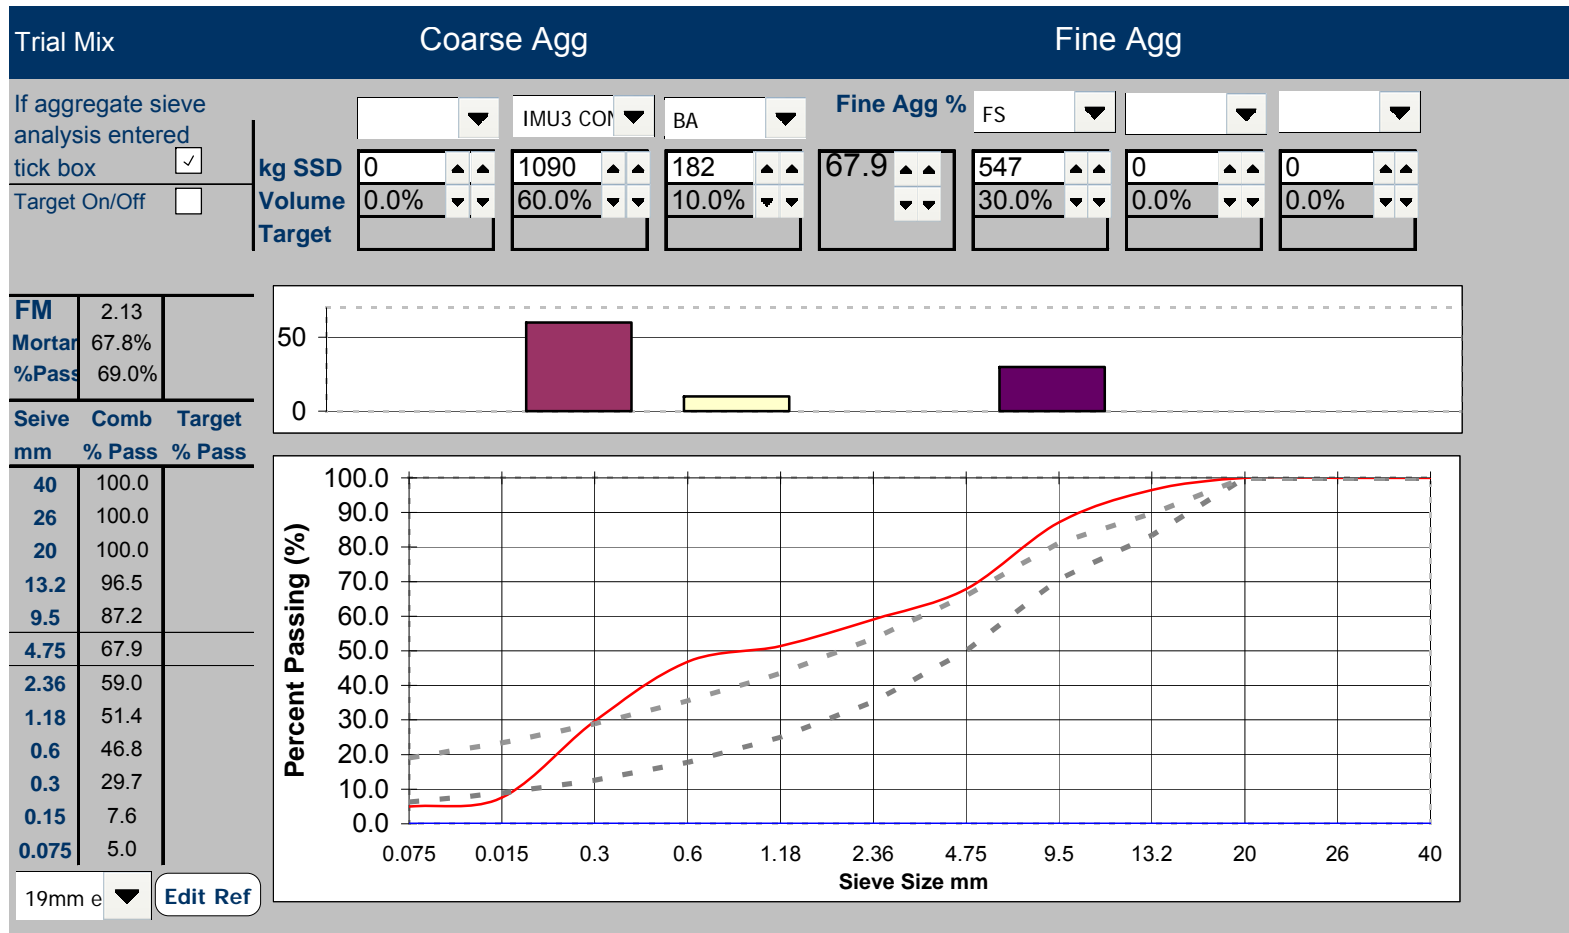 Trial Mix Coarse Agg Fine Agg
If aggregate sieve
analysis entered
tick box
Target On/Off
IMU3 CON BA Fine Agg % FS
kg SSD 0 1090 182 67.9 547 0 0
Volume 0.0% 60.0% 10.0% 30.0% 0.0% 0.0%
Target
FM 2.13
Mortar 67.8%
%Pass 69.0%
Seive Comb Target
mm % Pass % Pass
40 100.0
26 100.0
20 100.0
13.2 96.5
9.5 87.2
4.75 67.9
2.36 59.0
1.18 51.4
0.6 46.8
0.3 29.7
0.15 7.6
0.075 5.0
19mm e Edit Ref
50
0
Percent Passing (%)
100.0
90.0
80.0
70.0
60.0
50.0
40.0
30.0
20.0
10.0
0.0
0.075 0.015 0.3 0.6 1.18 2.36 4.75 9.5 13.2 20 26 40
Sieve Size mm